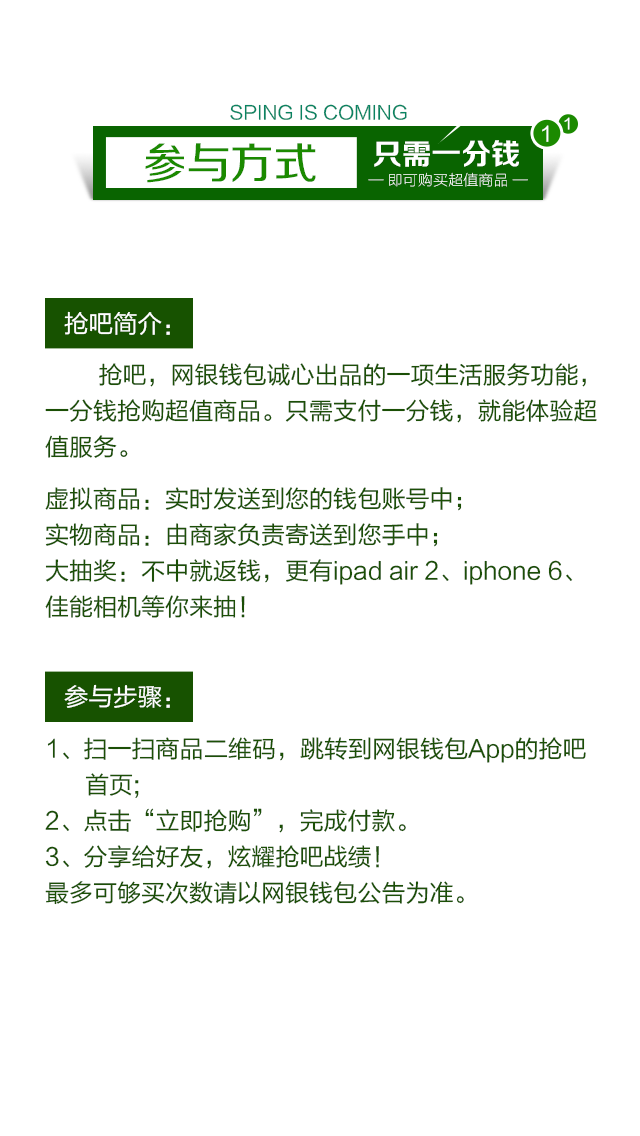 SPING IS COMING
参与方式
只需一分钱
— 即可购买超值商品 —
1
1
抢吧简介：
抢吧，网银钱包诚心出品的一项生活服务功能，
一分钱抢购超值商品。只需支付一分钱，就能体验超
值服务。
虚拟商品：实时发送到您的钱包账号中；
实物商品：由商家负责寄送到您手中；
大抽奖：不中就返钱，更有ipad air 2、iphone 6、
佳能相机等你来抽！
参与步骤：
1、扫一扫商品二维码，跳转到网银钱包App的抢吧
首页;
2、点击“立即抢购”，完成付款。
3、分享给好友，炫耀抢吧战绩！
最多可够买次数请以网银钱包公告为准。